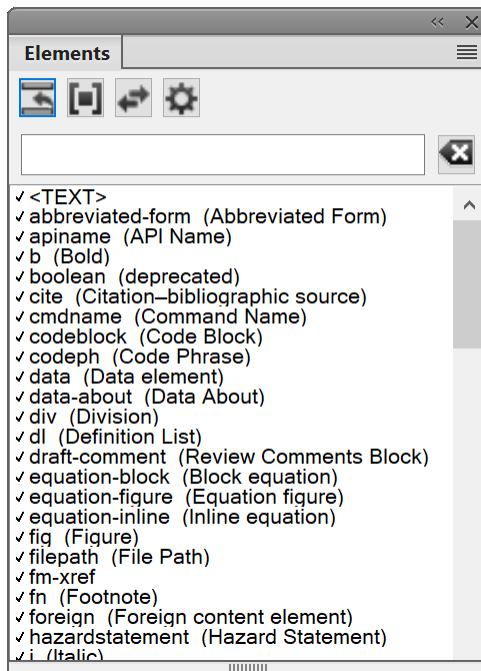 Elements
<TEXT>
abbreviated-form (Abbreviated Form)
apiname (API Name)
b (Bold)
boolean (deprecated)
cite (Citation–bibliographic source)
cmdname (Command Name)
codeblock (Code Block)
codeph (Code Phrase)
data (Data element)
data-about (Data About)
div (Division)
dl (Definition List)
draft-comment (Review Comments Block)
equation-block (Block equation)
equation-figure (Equation figure)
equation-inline (Inline equation)
fig (Figure)
filepath (File Path)
fm-xref
fn (Footnote)
foreign (Foreign content element)
hazardstatement (Hazard Statement)
i (Italic)